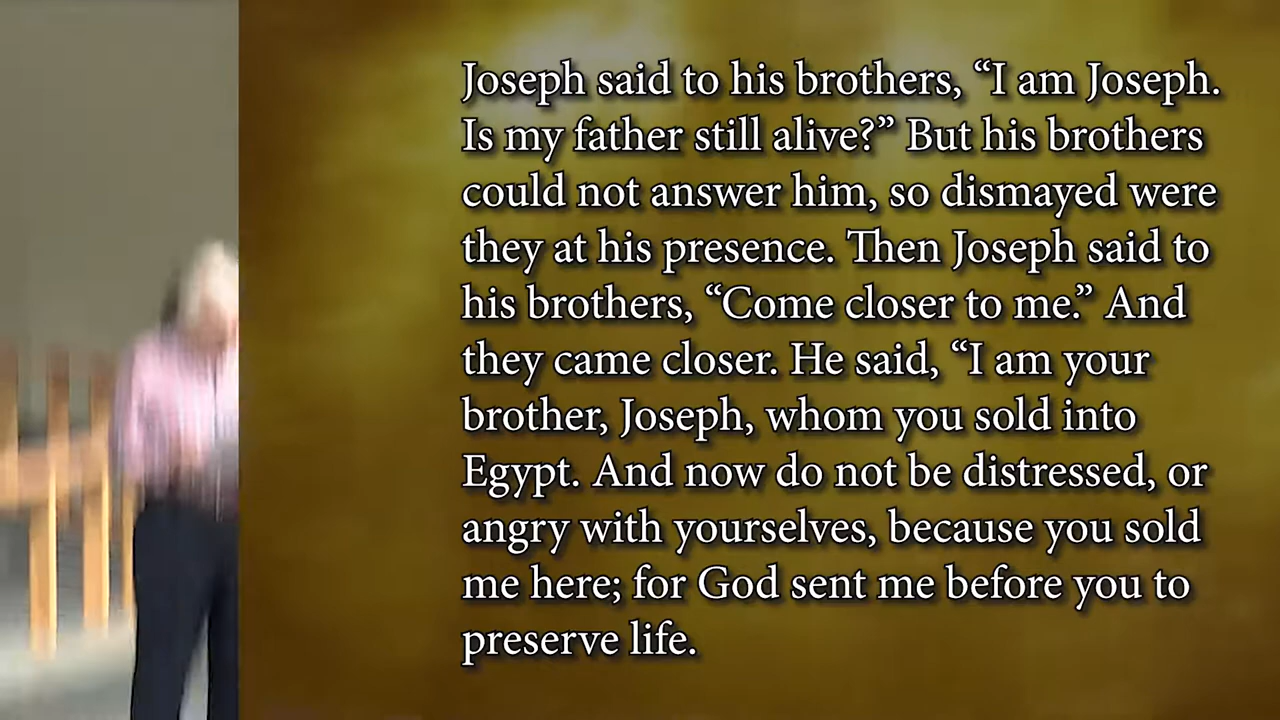 Joseph said to his brothers, “I am Joseph.
Is my father still alive?” But his brothers
could not answer him, so dismayed were
they at his presence. Then Joseph said to
his brothers, “Come closer to me.” And
they came closer. He said, “I am your
brother, Joseph, whom you sold into
Egypt. And now do not be distressed, or
angry with yourselves, because you sold
me here; for God sent me before you to
preserve life.